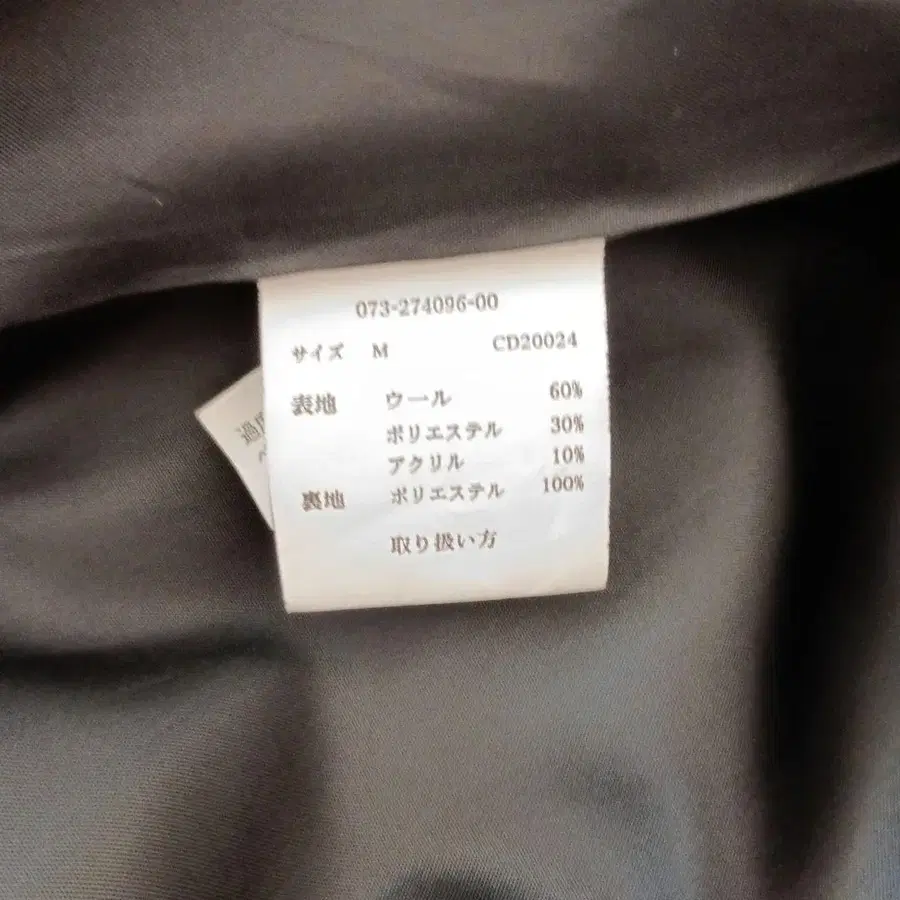 073-274096-00
サイズ M CD20024
表地 ウール 60%
ポリエステル 30%
アクリル 10%
裏地 ポリエステル 100%
取り扱い方